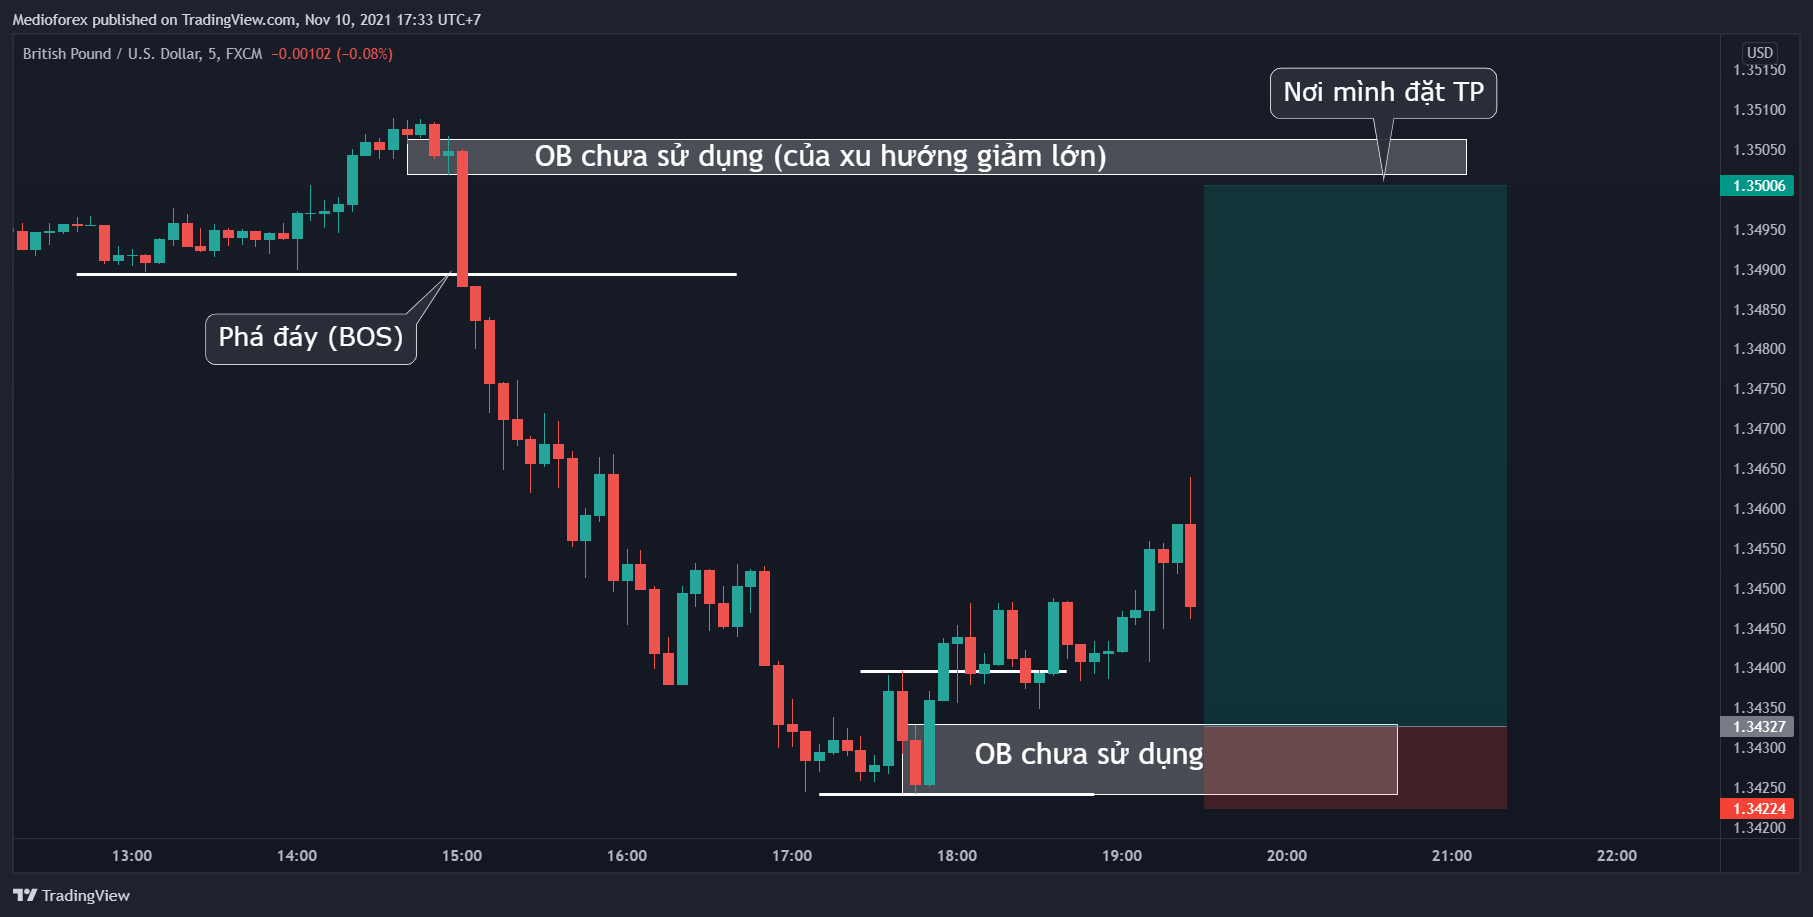 Medioforex published on TradingView.com, Nov 10, 2021 17:33 UTC+7
British Pound / U.S. Dollar, 5, FXCM −0.00102 (−0.08%)
USD
1.35150
Nơi mình đặt TP
1.35100
OB chưa sử dụng (của xu hướng giảm lớn)
1.35050
1.35006
1.34950
1.34900
1.34850
Phá đáy (BOS)
1.34800
1.34750
1.34700
1.34650
1.34600
1.34550
1.34500
1.34450
1.34400
1.34350
1.34327
OB chưa sử dụng
1.34300
1.34250
1.34224
1.34200
13:00 14:00 15:00 16:00 17:00 18:00 19:00 20:00 21:00 22:00
TradingView